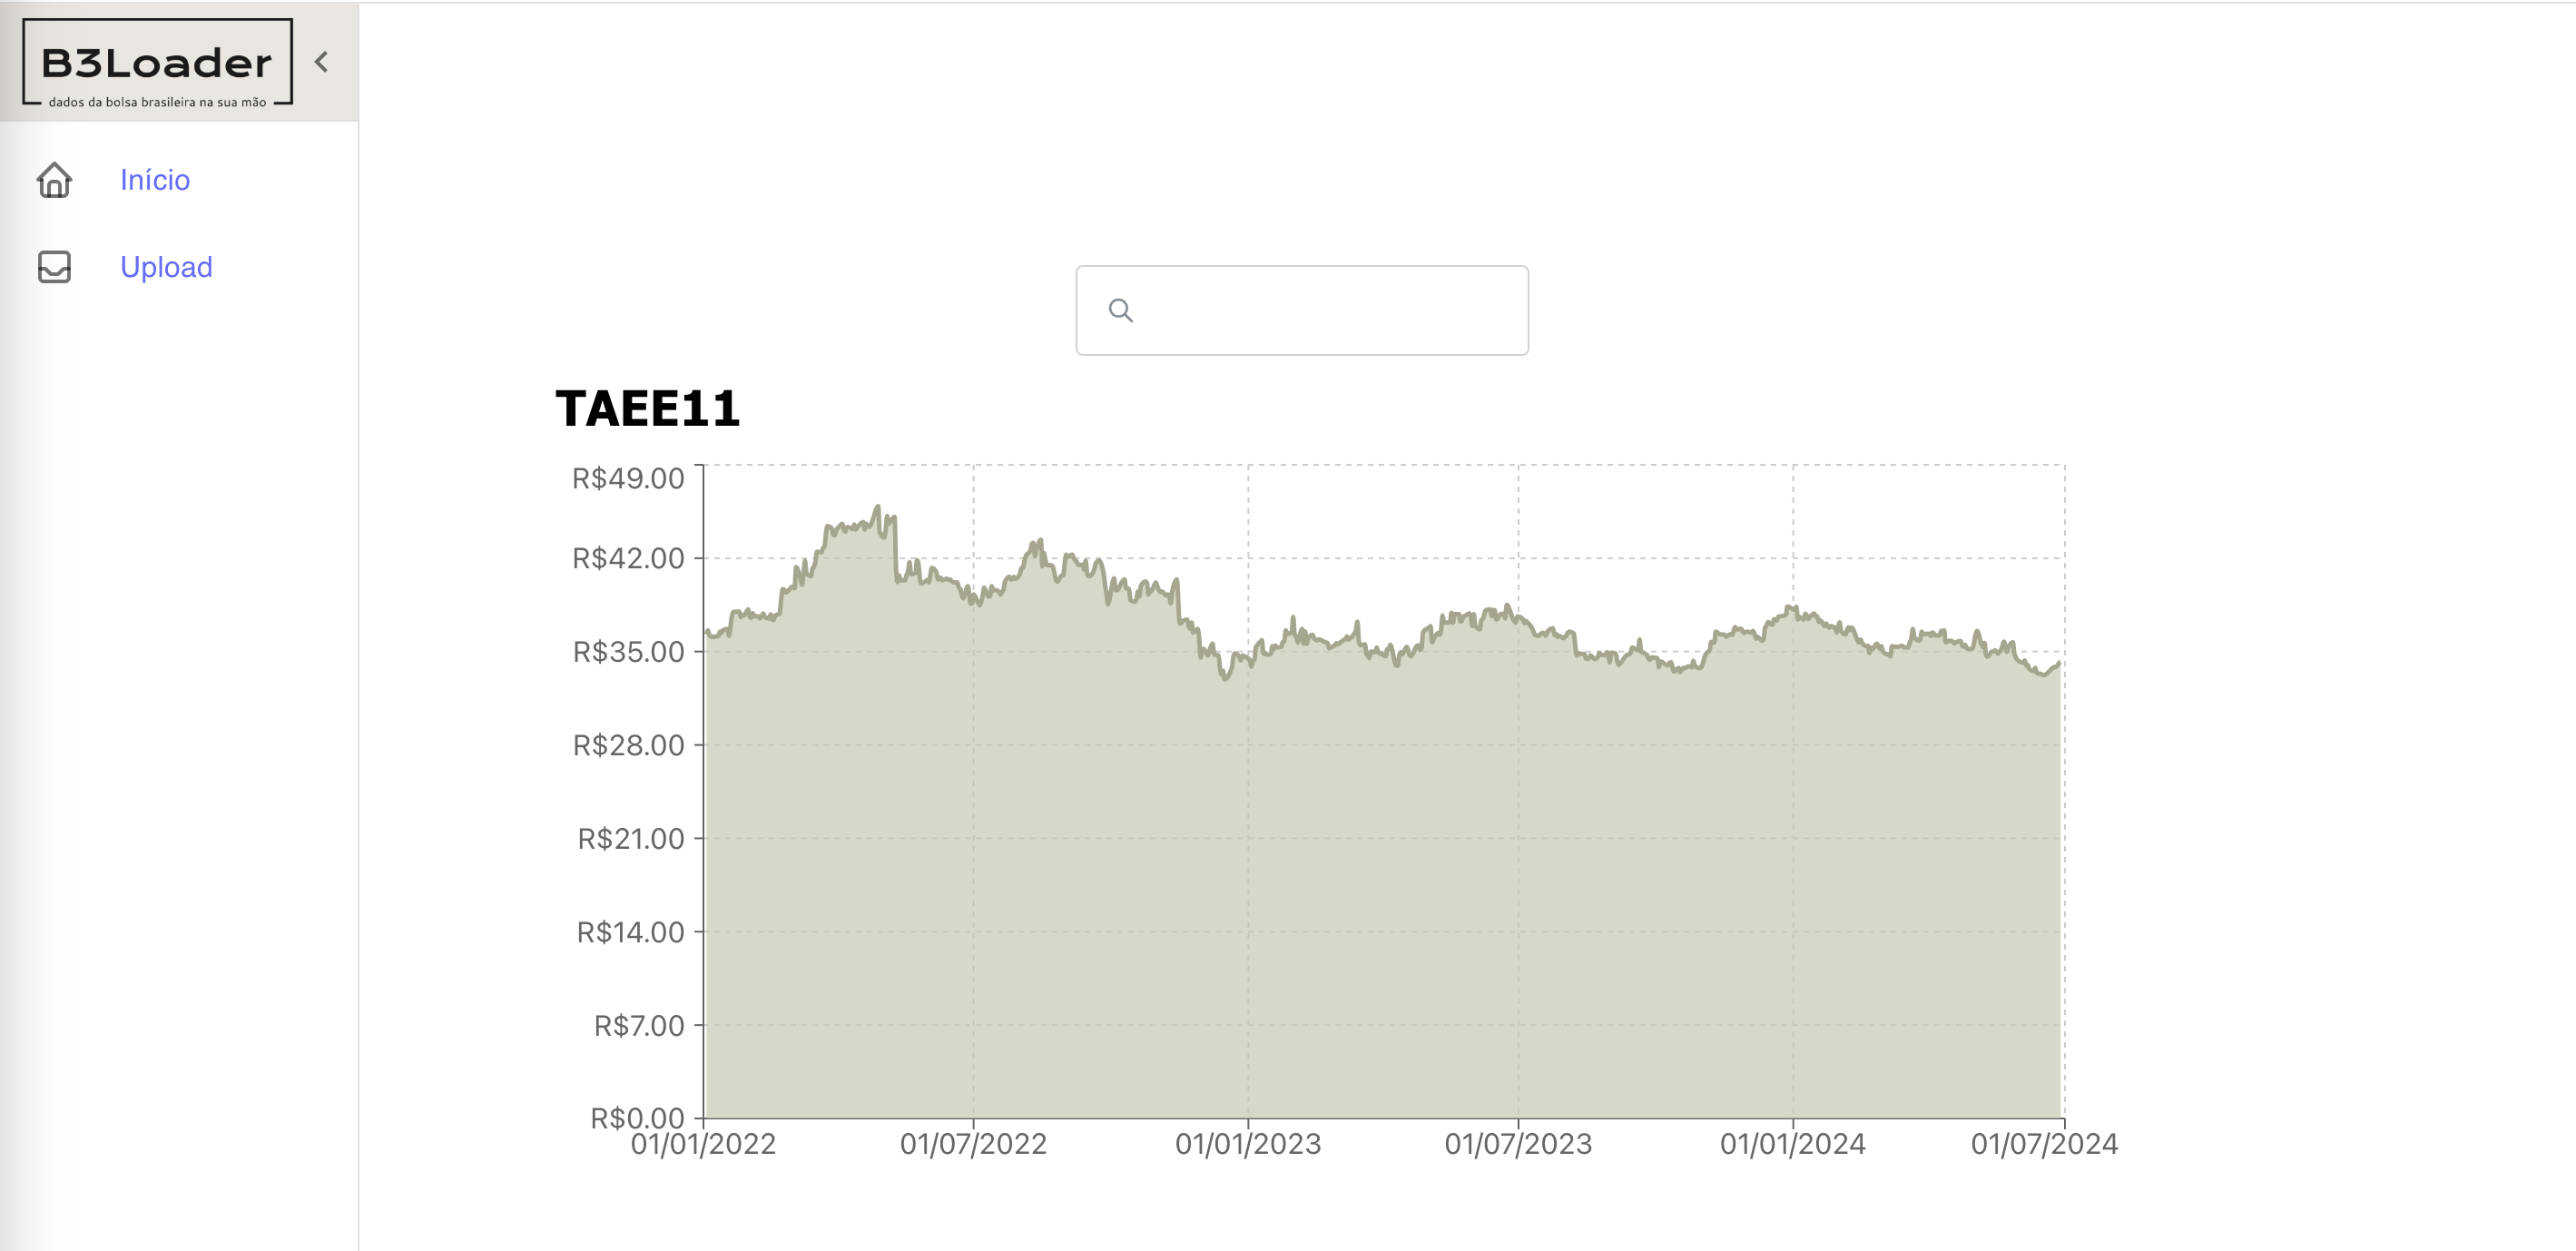 B3Loader
dados da bolsa brasileira na sua mão
Início
Upload
TAEE11
R$49.00
R$42.00
R$35.00
R$28.00
R$21.00
R$14.00
R$7.00
R$0.00
01/01/2022 01/07/2022 01/01/2023 01/07/2023 01/01/2024 01/07/2024